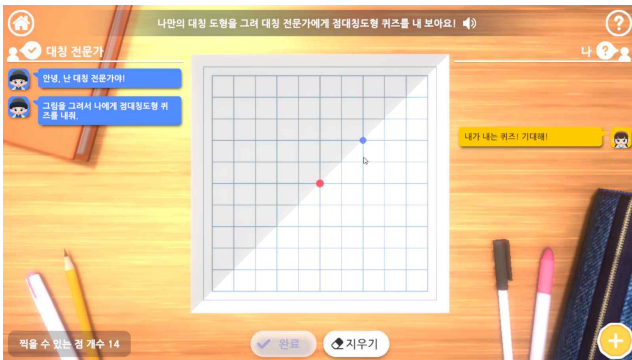 나만의 대칭 도형을 그려 대칭 전문가에게 점대칭도형 퀴즈를 내 보아요!
?
대칭 전문가
나 ?
안녕, 난 대칭 전문가야!
그림을 그려서 나에게 점대칭도형 퀴
즈를 내줘.
내가 내는 퀴즈! 기대해!
찍을 수 있는 점 개수 14
완료
지우기